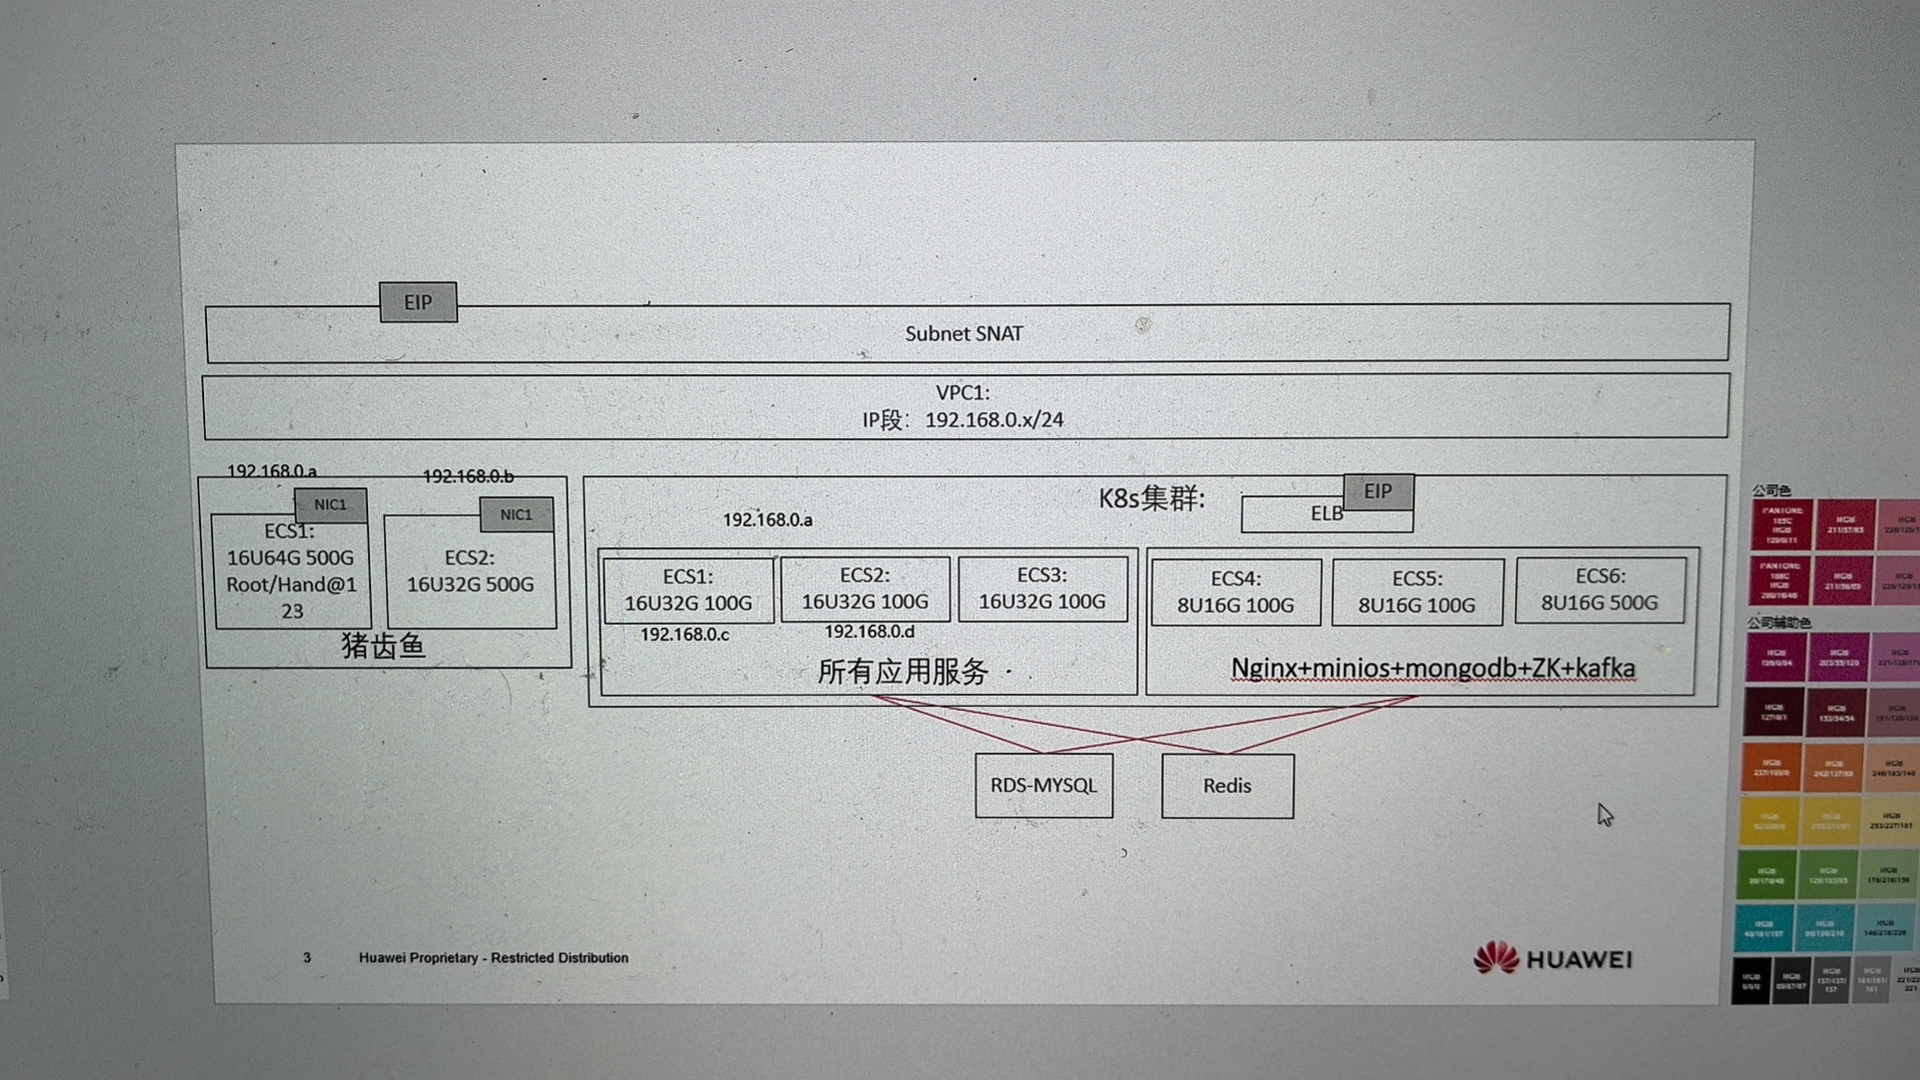 EIP
Subnet SNAT
VPC1:
IP段：192.168.0.x/24
192.168.0.a
192.168.0.b
NIC1
ECS1:
16U64G 500G
Root/Hand@1
23
NIC1
ECS2:
16U32G 500G
猪齿鱼
K8s集群:
EIP
ELB
192.168.0.a
ECS1:
16U32G 100G
ECS2:
16U32G 100G
ECS3:
16U32G 100G
192.168.0.c
192.168.0.d
所有应用服务
ECS4:
8U16G 100G
ECS5:
8U16G 100G
ECS6:
8U16G 500G
Nginx+minios+mongodb+ZK+kafka
RDS-MYSQL
Redis
3
Huawei Proprietary - Restricted Distribution
HUAWEI
公司色
公司辅助色